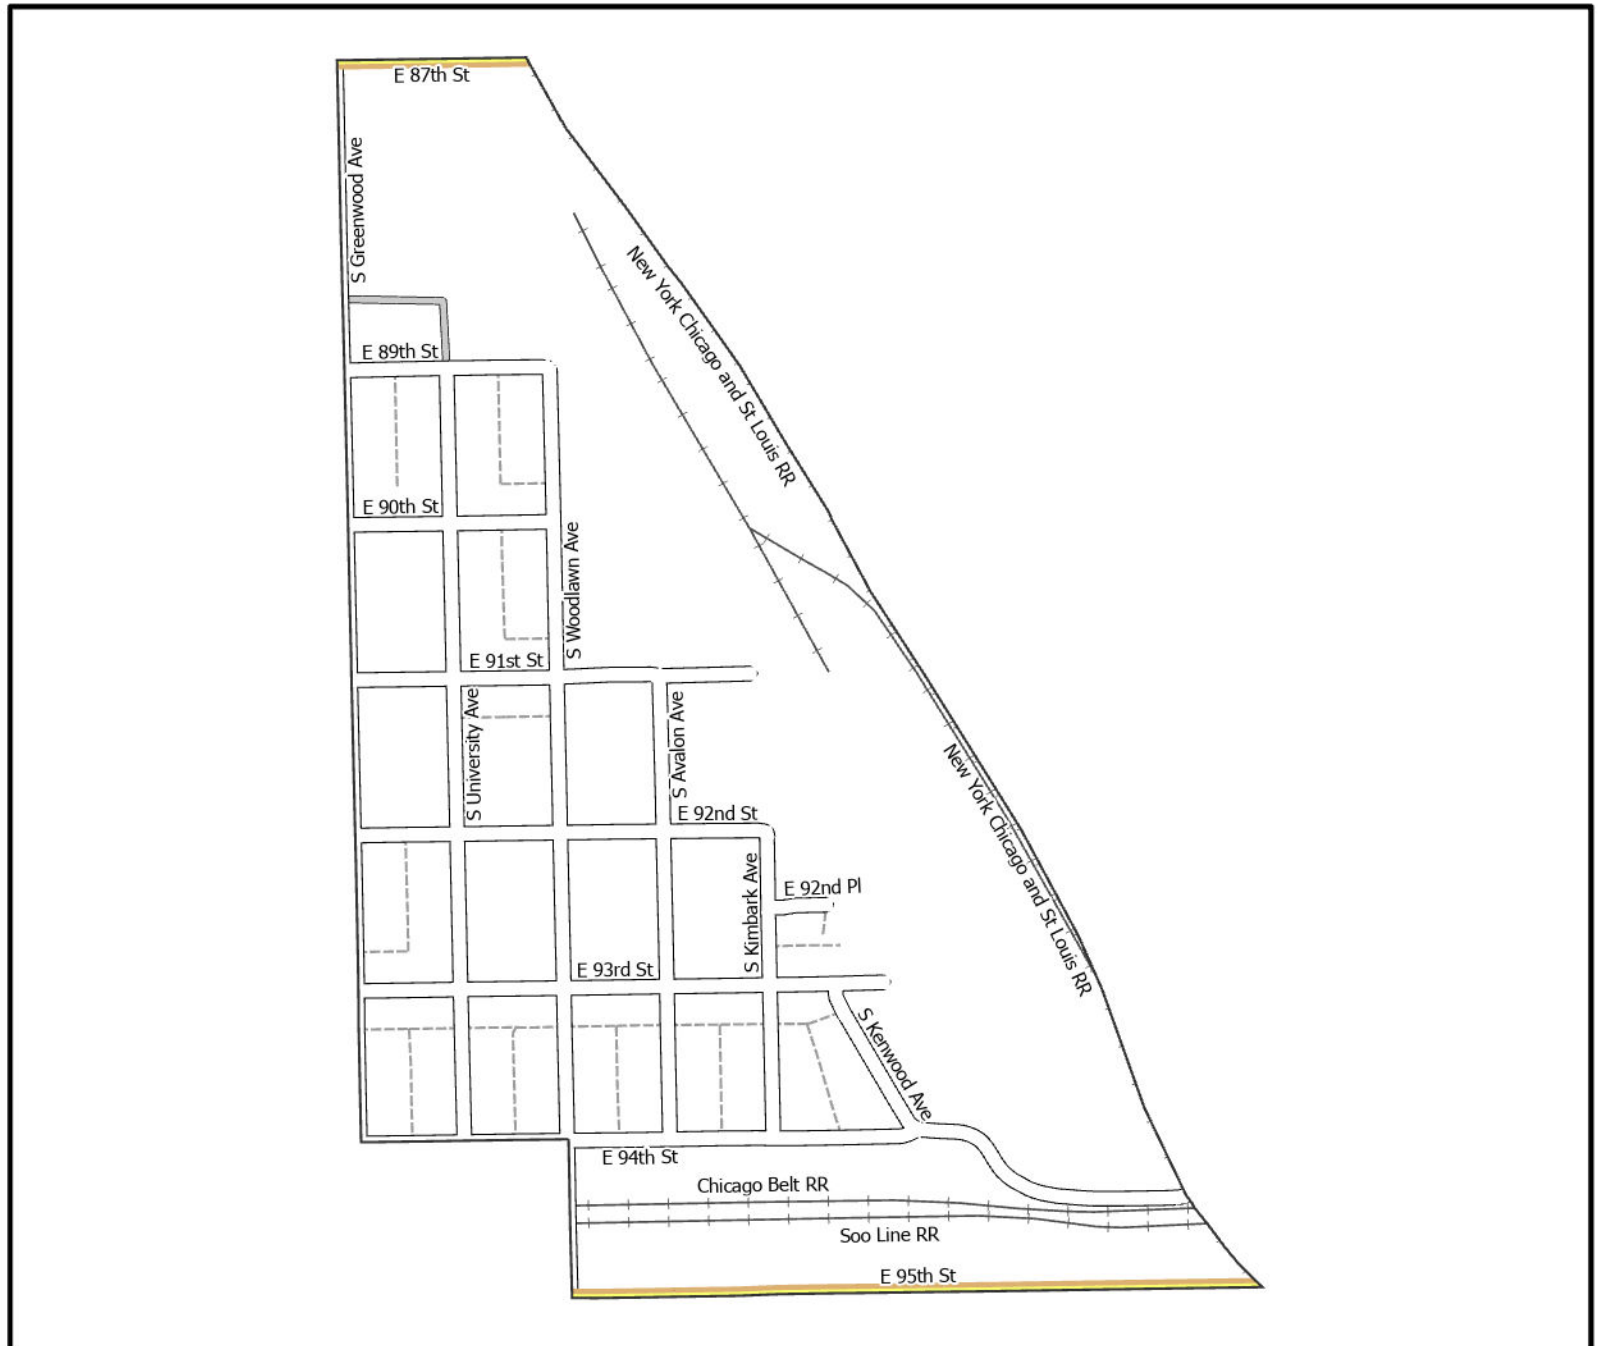 E 87th St
S Greenwood Ave
New York Chicago and St Louis RR
E 89th St
E 90th St
S Woodlawn Ave
E 91st St
S University Ave
S Avalon Ave
New York Chicago and St Louis RR
E 92nd St
S Kimbark Ave
E 92nd Pl
E 93rd St
S Kenwood Ave
E 94th St
Chicago Belt RR
Soo Line RR
E 95th St